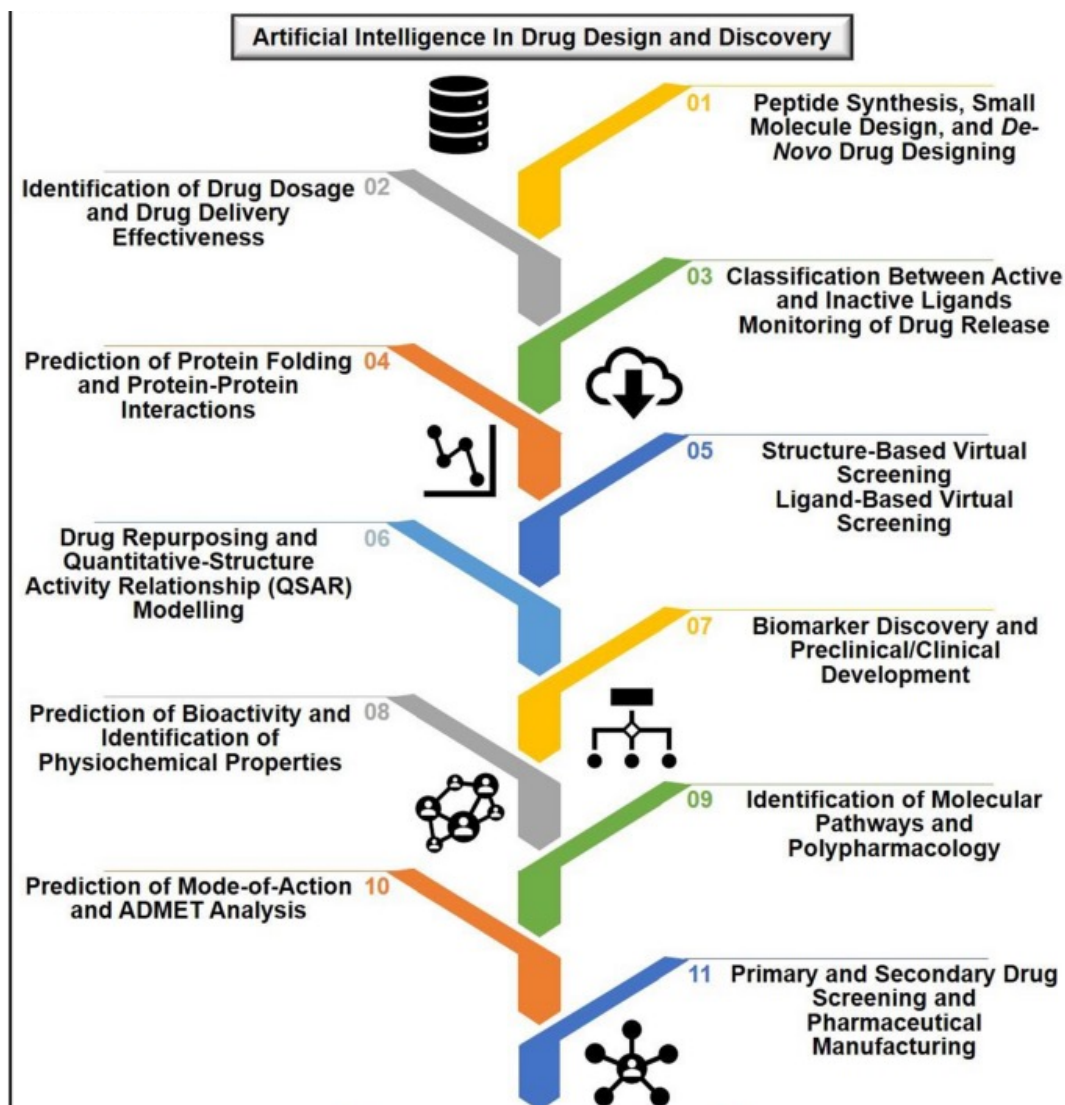 Artificial Intelligence In Drug Design and Discovery
01 Peptide Synthesis, Small
Molecule Design, and De-
Novo Drug Designing
Identification of Drug Dosage 02
and Drug Delivery
Effectiveness
03 Classification Between Active
and Inactive Ligands
Monitoring of Drug Release
Prediction of Protein Folding 04
and Protein-Protein
Interactions
05 Structure-Based Virtual
Screening
Ligand-Based Virtual
Screening
Drug Repurposing and 06
Quantitative-Structure
Activity Relationship (QSAR)
Modelling
07 Biomarker Discovery and
Preclinical/Clinical
Development
Prediction of Bioactivity and 08
Identification of
Physiochemical Properties
09 Identification of Molecular
Pathways and
Polypharmacology
Prediction of Mode-of-Action 10
and ADMET Analysis
11 Primary and Secondary Drug
Screening and
Pharmaceutical
Manufacturing